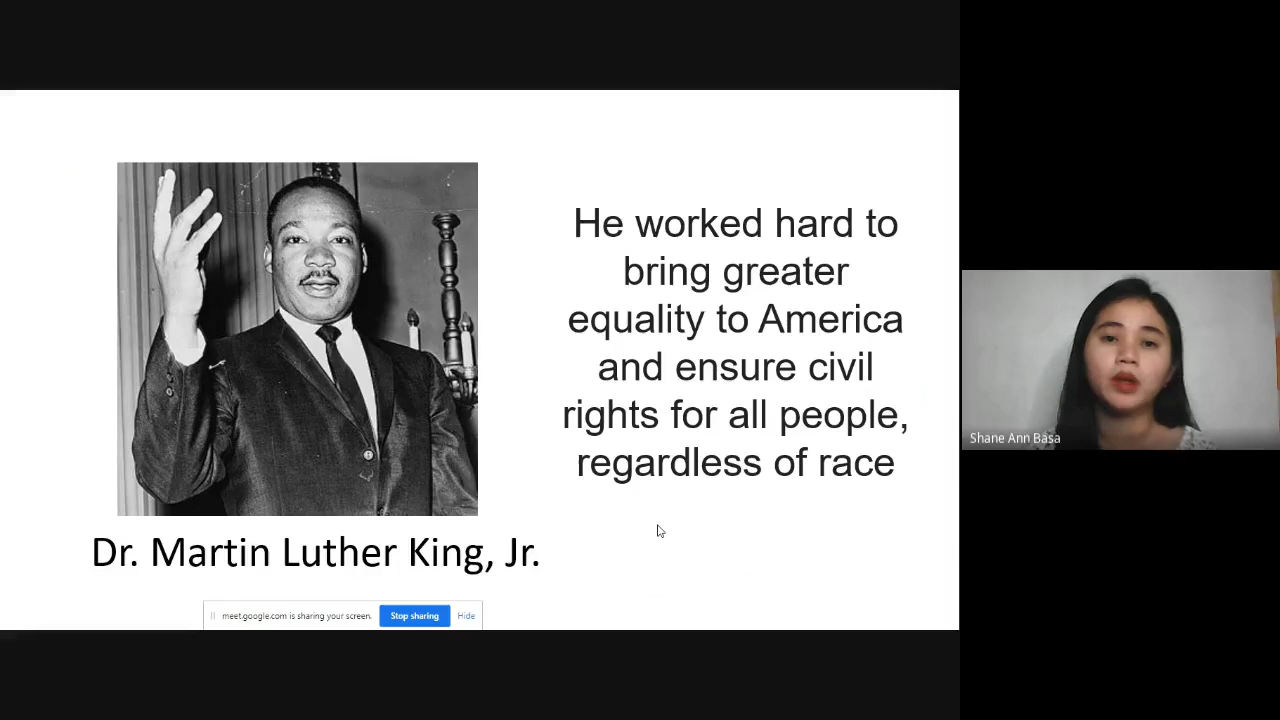 He worked hard to
bring greater
equality to America
and ensure civil
rights for all people,
regardless of race
Dr. Martin Luther King, Jr.
meet.google.com is sharing your screen.
Stop sharing
Hide
Shane Ann Basa